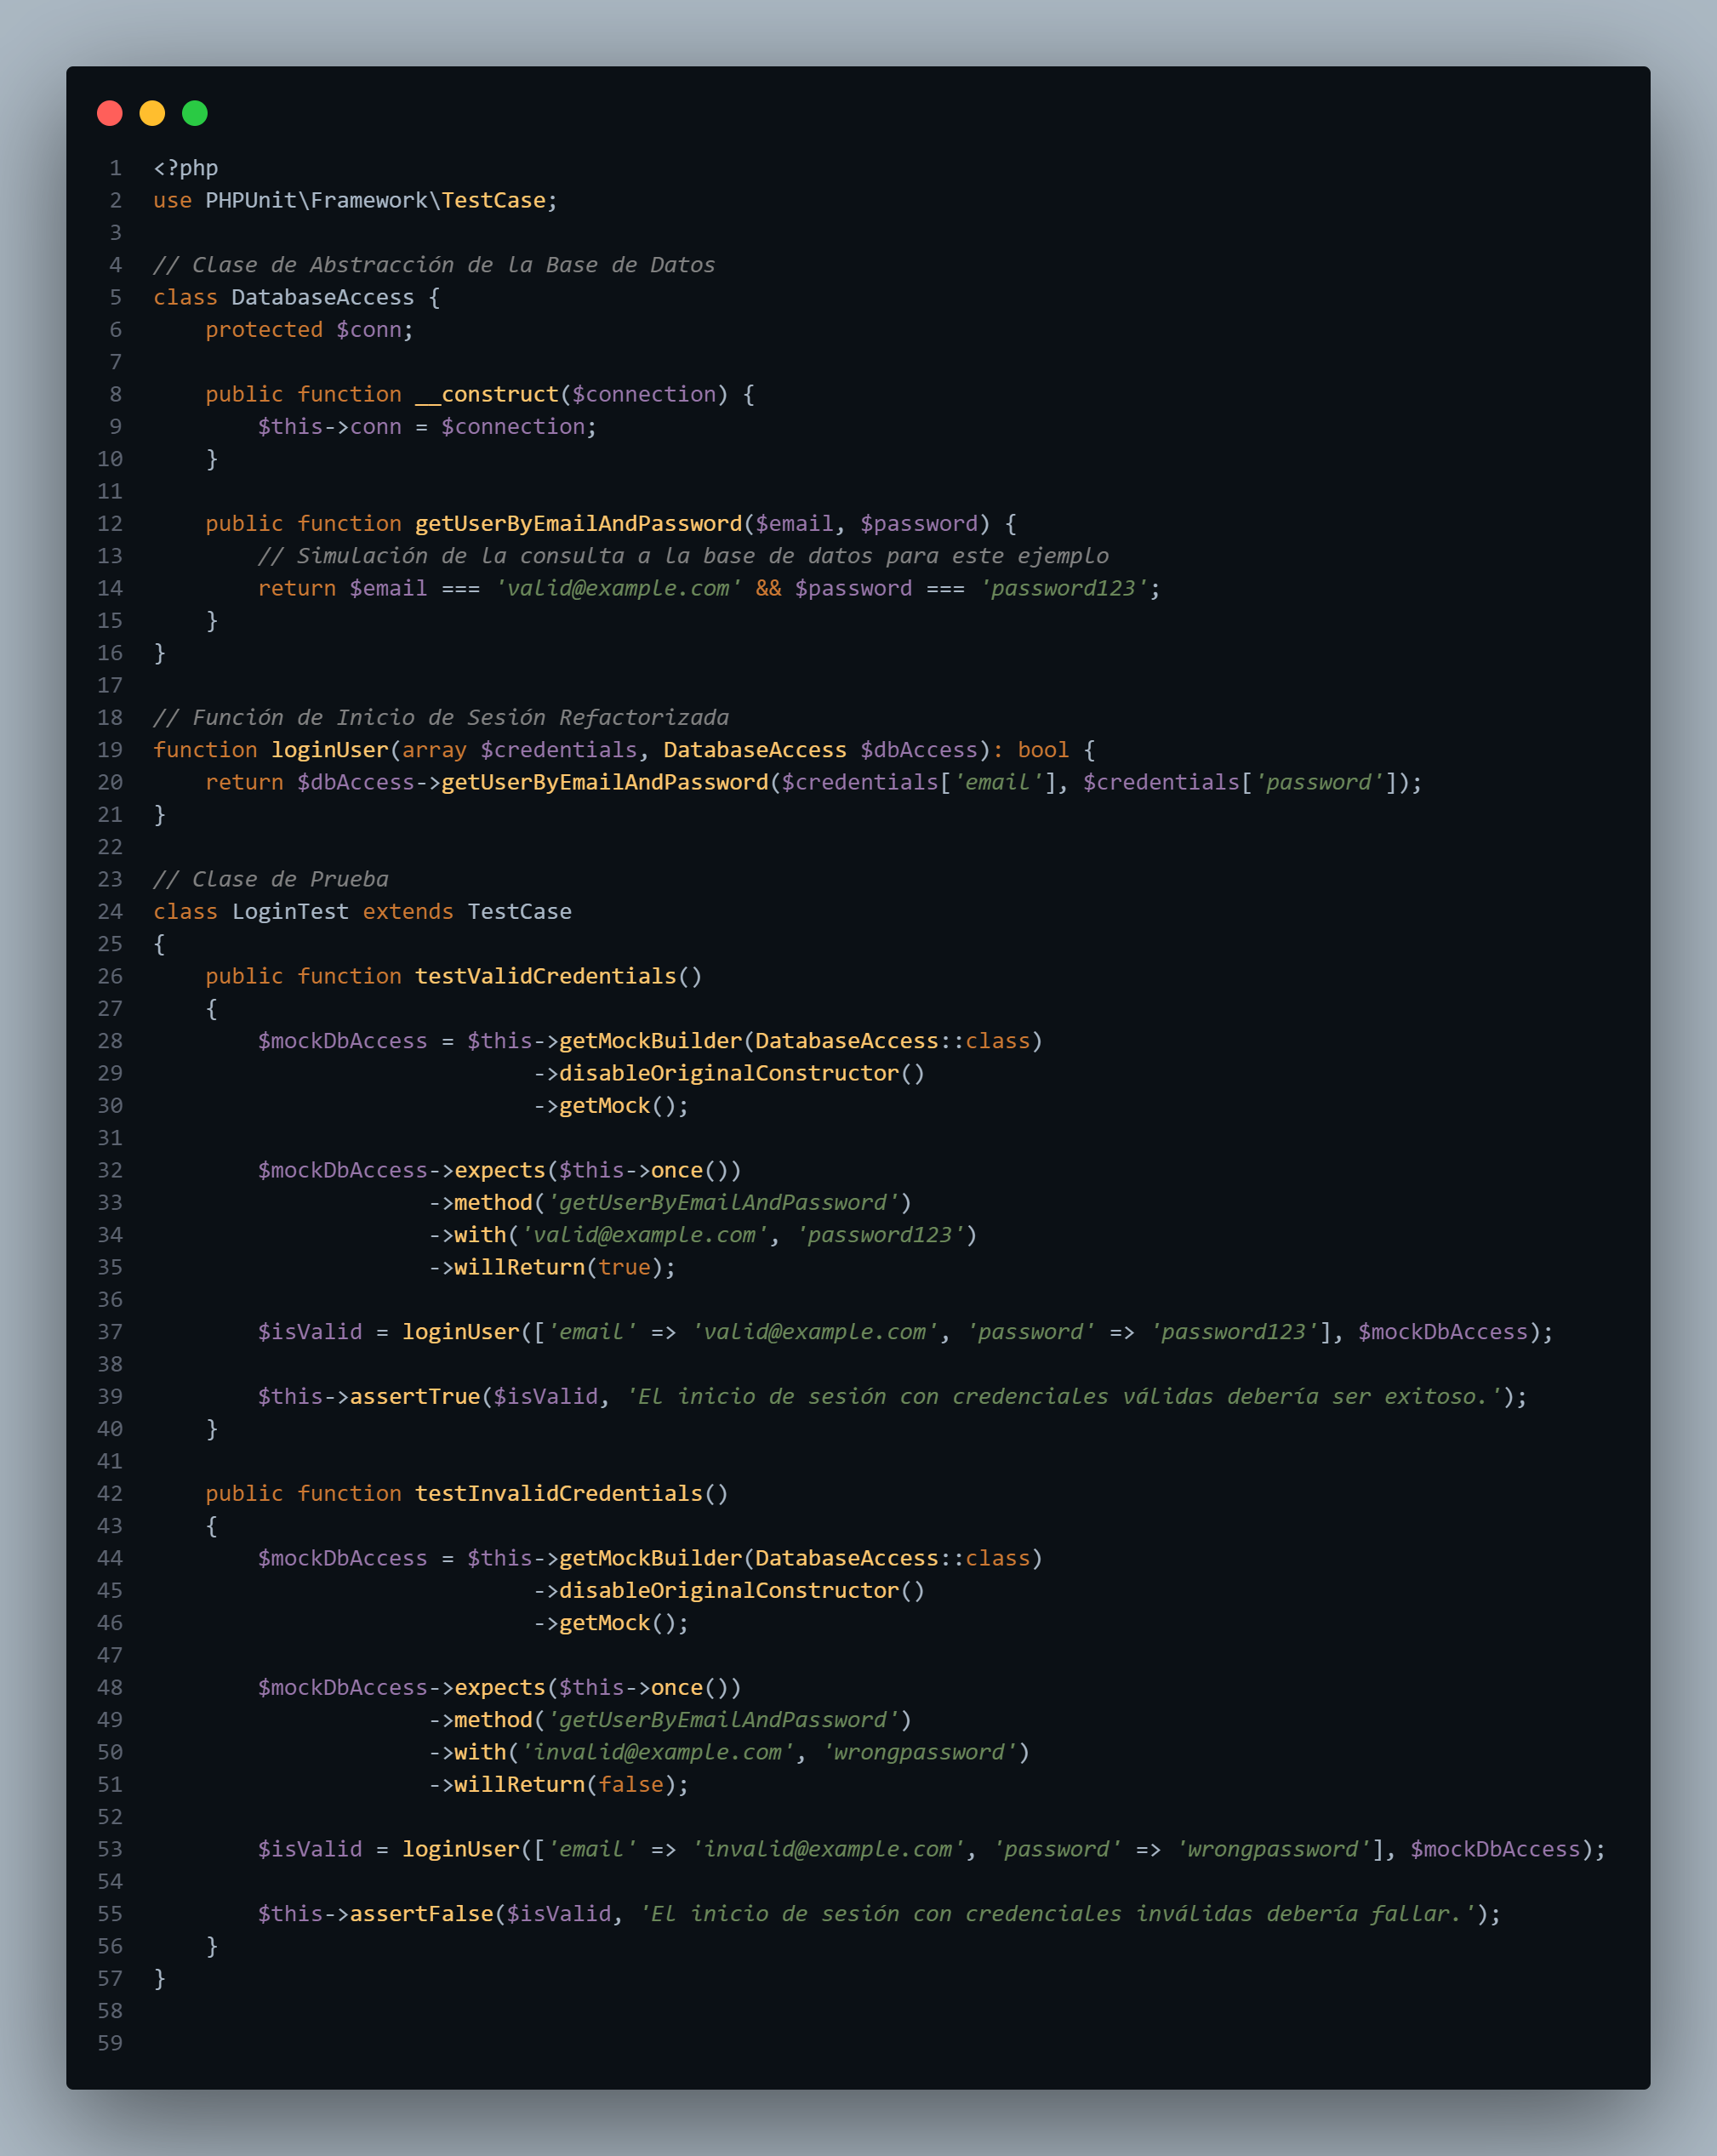 1 <?php
2 use PHPUnit\Framework\TestCase;
3
4 // Clase de Abstracción de la Base de Datos
5 class DatabaseAccess {
6     protected $conn;
7
8     public function __construct($connection) {
9         $this->conn = $connection;
10     }
11
12     public function getUserByEmailAndPassword($email, $password) {
13         // Simulación de la consulta a la base de datos para este ejemplo
14         return $email === 'valid@example.com' && $password === 'password123';
15     }
16 }
17
18 // Función de Inicio de Sesión Refactorizada
19 function loginUser(array $credentials, DatabaseAccess $dbAccess): bool {
20     return $dbAccess->getUserByEmailAndPassword($credentials['email'], $credentials['password']);
21 }
22
23 // Clase de Prueba
24 class LoginTest extends TestCase
25 {
26     public function testValidCredentials()
27     {
28         $mockDbAccess = $this->getMockBuilder(DatabaseAccess::class)
29                              ->disableOriginalConstructor()
30                              ->getMock();
31
32         $mockDbAccess->expects($this->once())
33                      ->method('getUserByEmailAndPassword')
34                      ->with('valid@example.com', 'password123')
35                      ->willReturn(true);
36
37         $isValid = loginUser(['email' => 'valid@example.com', 'password' => 'password123'], $mockDbAccess);
38
39         $this->assertTrue($isValid, 'El inicio de sesión con credenciales válidas debería ser exitoso.');
40     }
41
42     public function testInvalidCredentials()
43     {
44         $mockDbAccess = $this->getMockBuilder(DatabaseAccess::class)
45                              ->disableOriginalConstructor()
46                              ->getMock();
47
48         $mockDbAccess->expects($this->once())
49                      ->method('getUserByEmailAndPassword')
50                      ->with('invalid@example.com', 'wrongpassword')
51                      ->willReturn(false);
52
53         $isValid = loginUser(['email' => 'invalid@example.com', 'password' => 'wrongpassword'], $mockDbAccess);
54
55         $this->assertFalse($isValid, 'El inicio de sesión con credenciales inválidas debería fallar.');
56     }
57 }
58
59